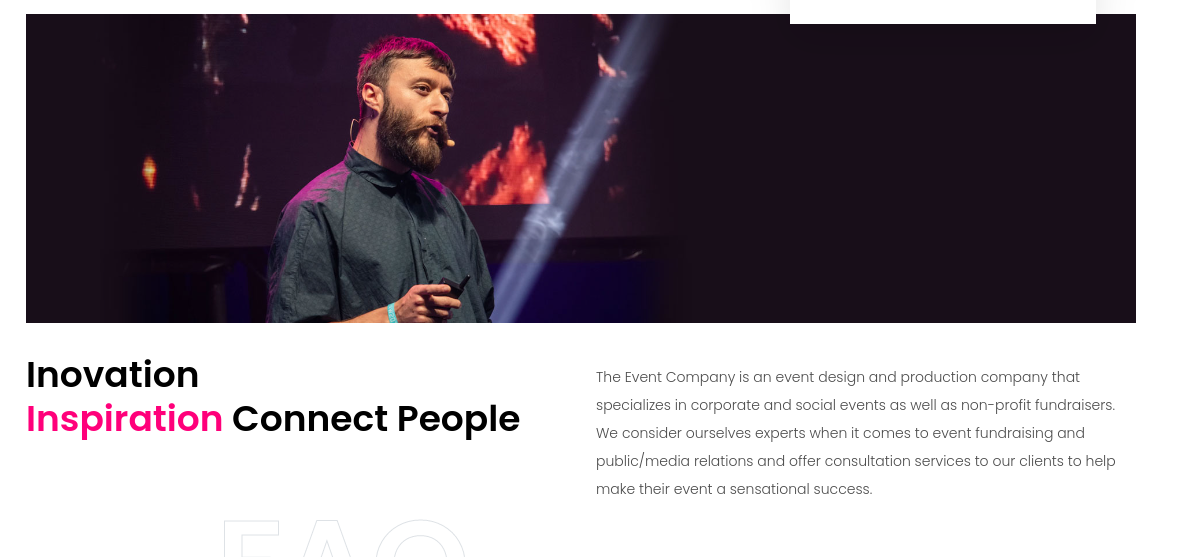 Inovation
Inspiration Connect People
The Event Company is an event design and production company that
specializes in corporate and social events as well as non-profit fundraisers.
We consider ourselves experts when it comes to event fundraising and
public/media relations and offer consultation services to our clients to help
make their event a sensational success.
FAQ